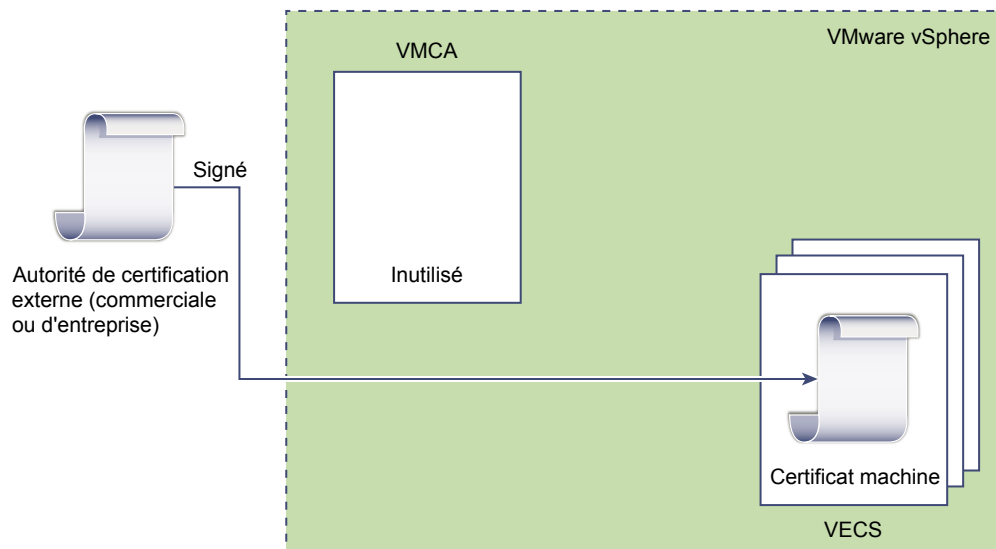 VMware vSphere
VMCA
Signé
Inutilisé
Autorité de certification
externe (commerciale
ou d'entreprise)
Certificat machine
VECS